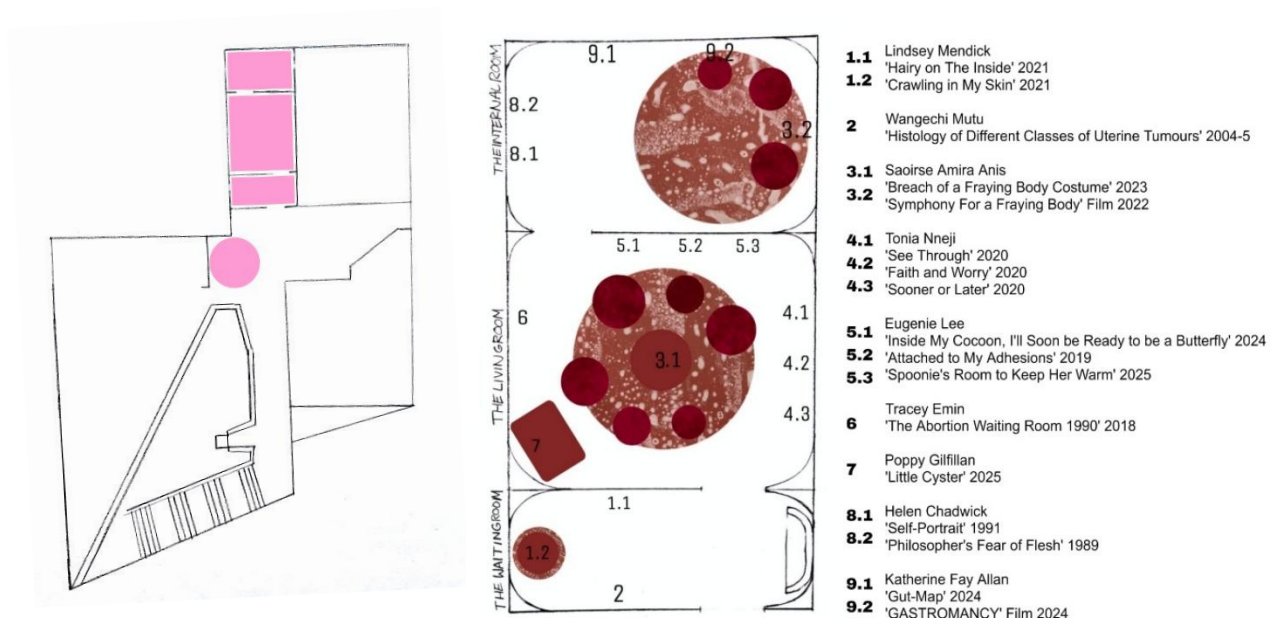 THE INTERNAL ROOM
9.1
9.2
8.2
8.1
3.2
THE LIVING ROOM
5.1 5.2 5.3
6
4.1
3.1
4.2
4.3
7
THE WAITING ROOM
1.1
1.2
2
Lindsey Mendick
1.1 'Hairy on The Inside' 2021
1.2 'Crawling in My Skin' 2021
Wangechi Mutu
2 'Histology of Different Classes of Uterine Tumours' 2004-5
3.1 Saoirse Amira Anis
'Breach of a Fraying Body Costume' 2023
3.2 'Symphony For a Fraying Body' Film 2022
4.1 Tonia Nneji
'See Through' 2020
4.2 'Faith and Worry' 2020
4.3 'Sooner or Later' 2020
5.1 Eugenie Lee
'Inside My Cocoon, I'll Soon be Ready to be a Butterfly' 2024
5.2 'Attached to My Adhesions' 2019
5.3 'Spoonie's Room to Keep Her Warm' 2025
Tracey Emin
6 'The Abortion Waiting Room 1990' 2018
Poppy Gilfillan
7 'Little Cyster' 2025
8.1 Helen Chadwick
'Self-Portrait' 1991
8.2 'Philosopher's Fear of Flesh' 1989
9.1 Katherine Fay Allan
'Gut-Map' 2024
9.2 'GASTROMANCY' Film 2024